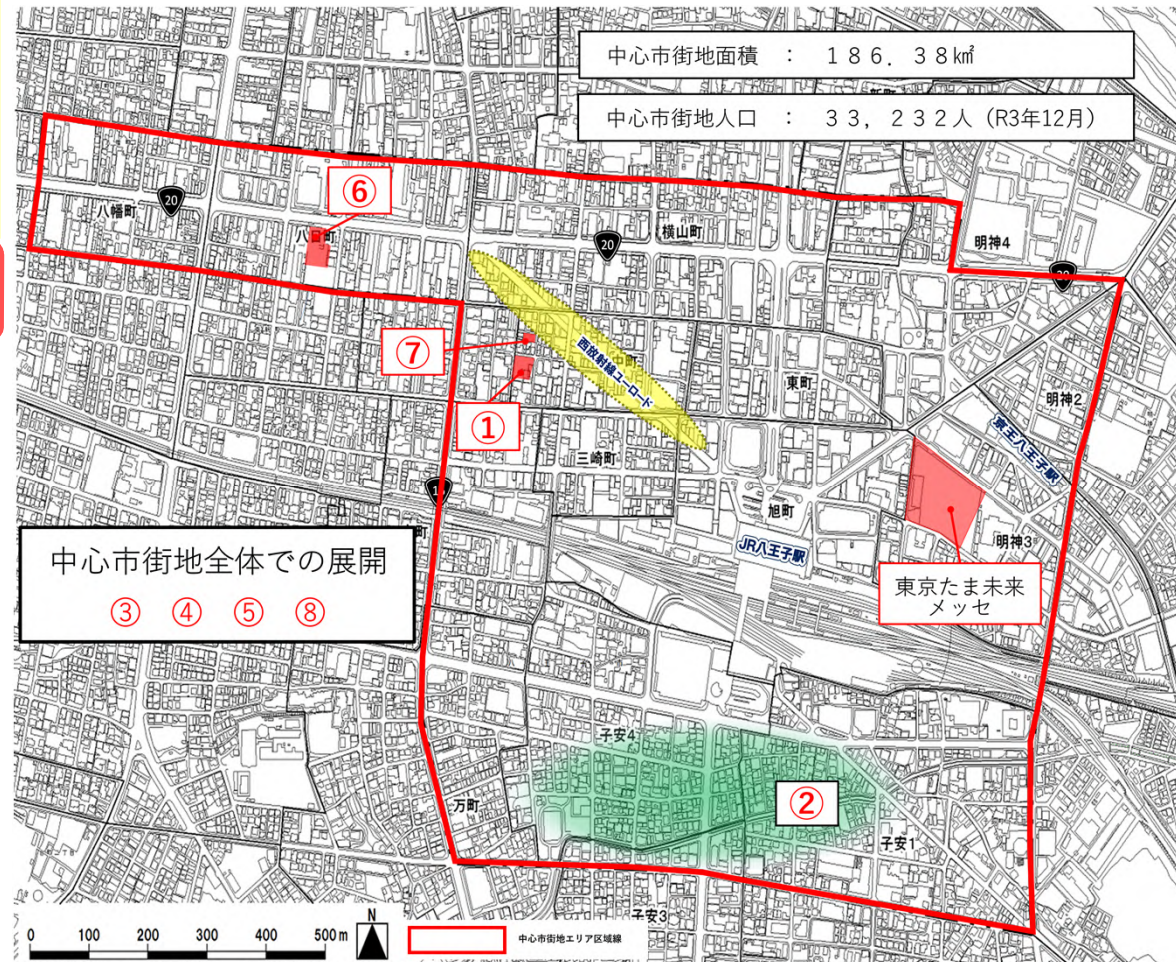 中心市街地面積 ： １８６．３８㎢
中心市街地人口 ： ３３，２３２人（R3年12月）
⑥
20
八幡町
八日町
20
横山町
明神4
⑦
西放射線ユーロード
中町
東町
明神2
①
京王八王子駅
三崎町
旭町
JR八王子駅
明神3
中心市街地全体での展開
③ ④ ⑤ ⑧
東京たま未来
メッセ
子安4
②
万町
子安1
子安3
0 100 200 300 400 500m
N
中心市街地エリア区域線